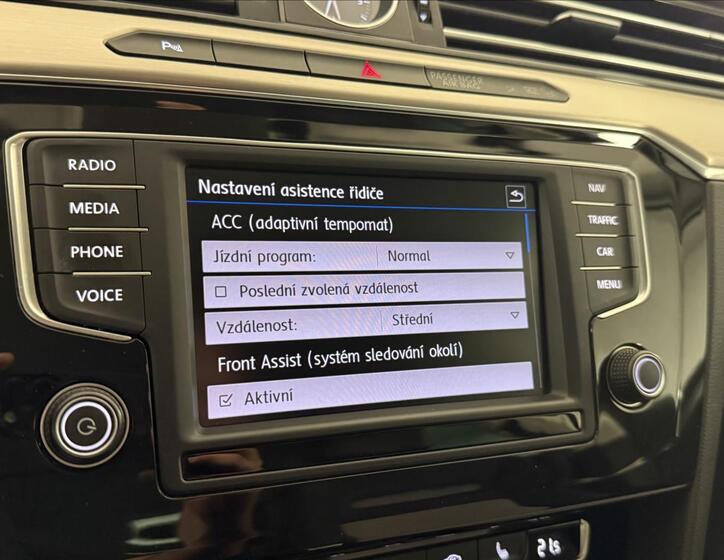 PASSENGER
AIR BAG
RADIO
MEDIA
PHONE
VOICE
Nastavení asistence řidiče
ACC (adaptivní tempomat)
Jízdní program: Normal
Poslední zvolená vzdálenost
Vzdálenost: Střední
Front Assist (systém sledování okolí)
Aktivní
NAV
TRAFFIC
CAR
MENU